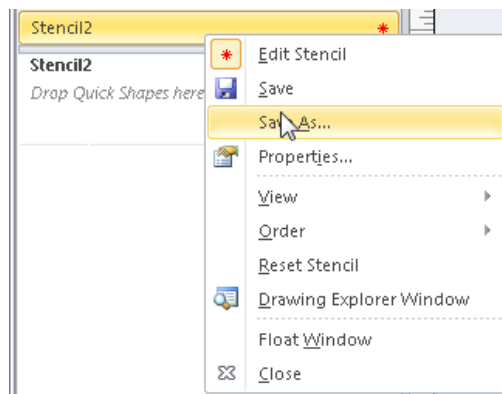 Stencil2
Stencil2
Drop Quick Shapes here
Edit Stencil
Save
Save As...
Properties...
View
Order
Reset Stencil
Drawing Explorer Window
Float Window
Close